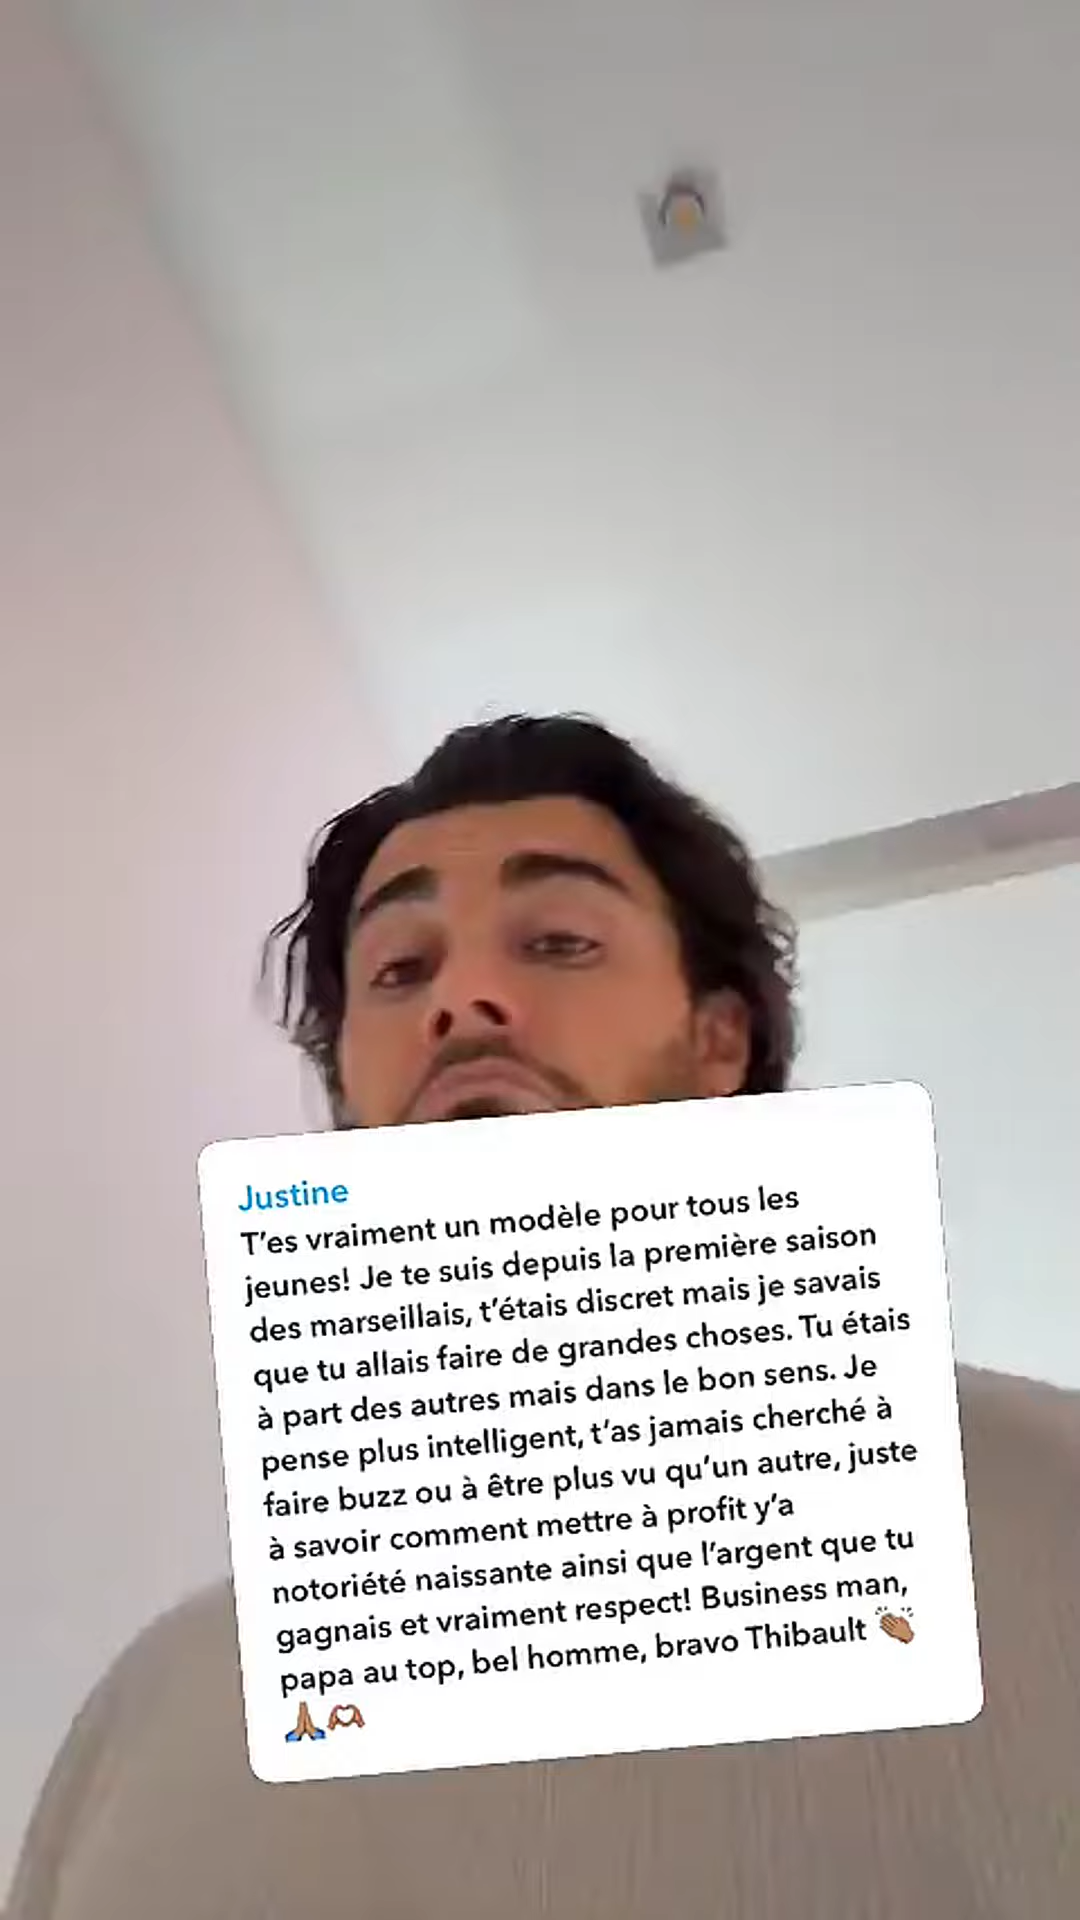 Justine
T'es vraiment un modèle pour tous les
jeunes! Je te suis depuis la première saison
des marseillais, t'étais discret mais je savais
que tu allais faire de grandes choses. Tu étais
à part des autres mais dans le bon sens. Je
pense plus intelligent, t'as jamais cherché à
faire buzz ou à être plus vu qu'un autre, juste
à savoir comment mettre à profit y'a
notoriété naissante ainsi que l'argent que tu
gagnais et vraiment respect! Business man,
papa au top, bel homme, bravo Thibault 👏🏽
🙏🏽🫶🏽